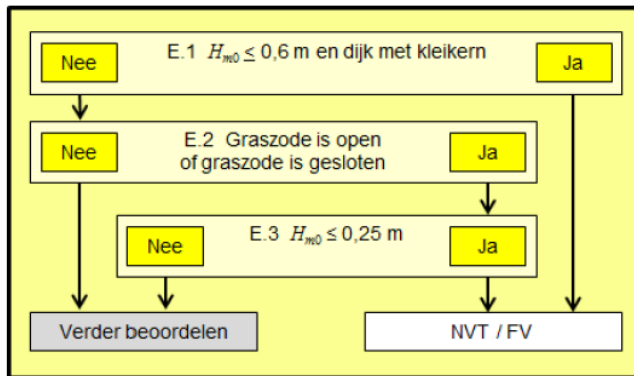 E.1 Hm0 ≤ 0,6 m en dijk met kleikern
Nee
Ja
E.2 Graszode is open
of graszode is gesloten
Nee
Ja
E.3 Hm0 ≤ 0,25 m
Nee
Ja
Verder beoordelen
NVT / FV